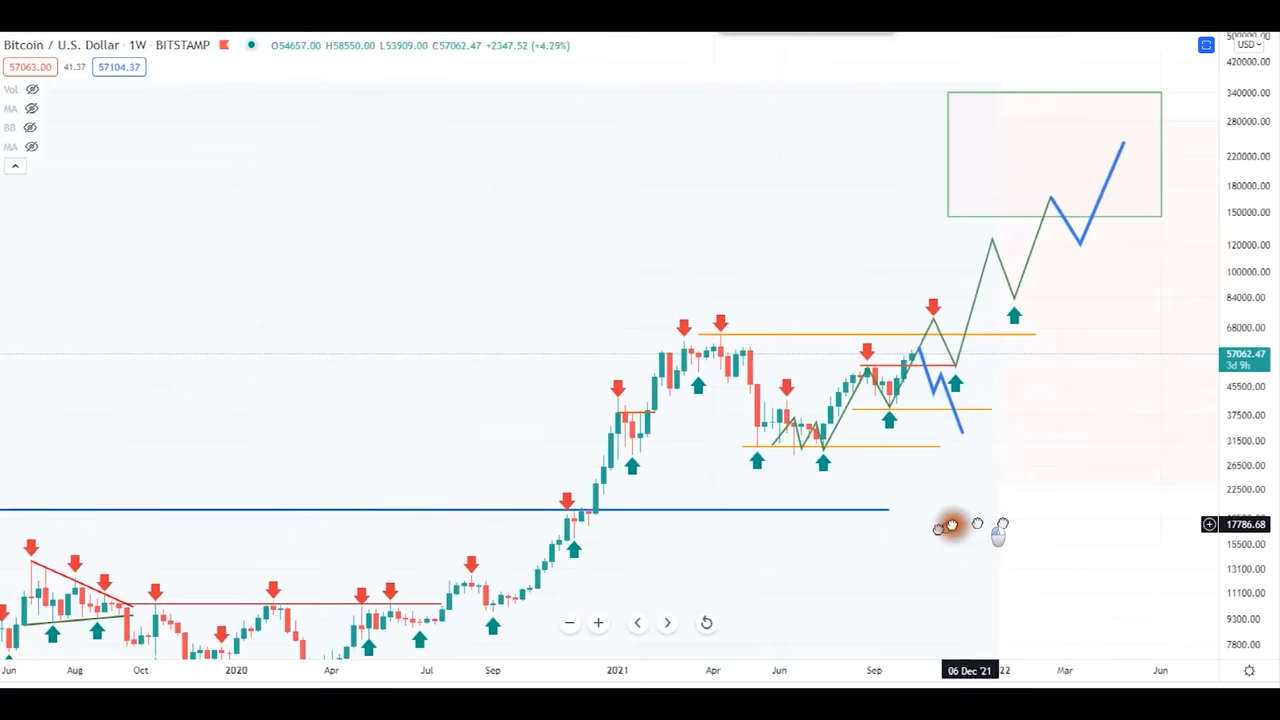 Bitcoin / U.S. Dollar · 1W · BITSTAMP O54657.00 H58550.00 L53909.00 C57062.47 +2347.52 (+4.29%)
57063.00 41.37 57104.37
Vol
MA
BB
MA
USD
420000.00
340000.00
280000.00
220000.00
180000.00
150000.00
120000.00
100000.00
84000.00
68000.00
57062.47
3d 9h
45500.00
37500.00
31500.00
26500.00
22500.00
17786.68
15500.00
13100.00
11100.00
9300.00
7800.00
Jun Aug Oct 2020 Apr Jul Sep 2021 Apr Jun Sep 06 Dec '21 22 Mar Jun